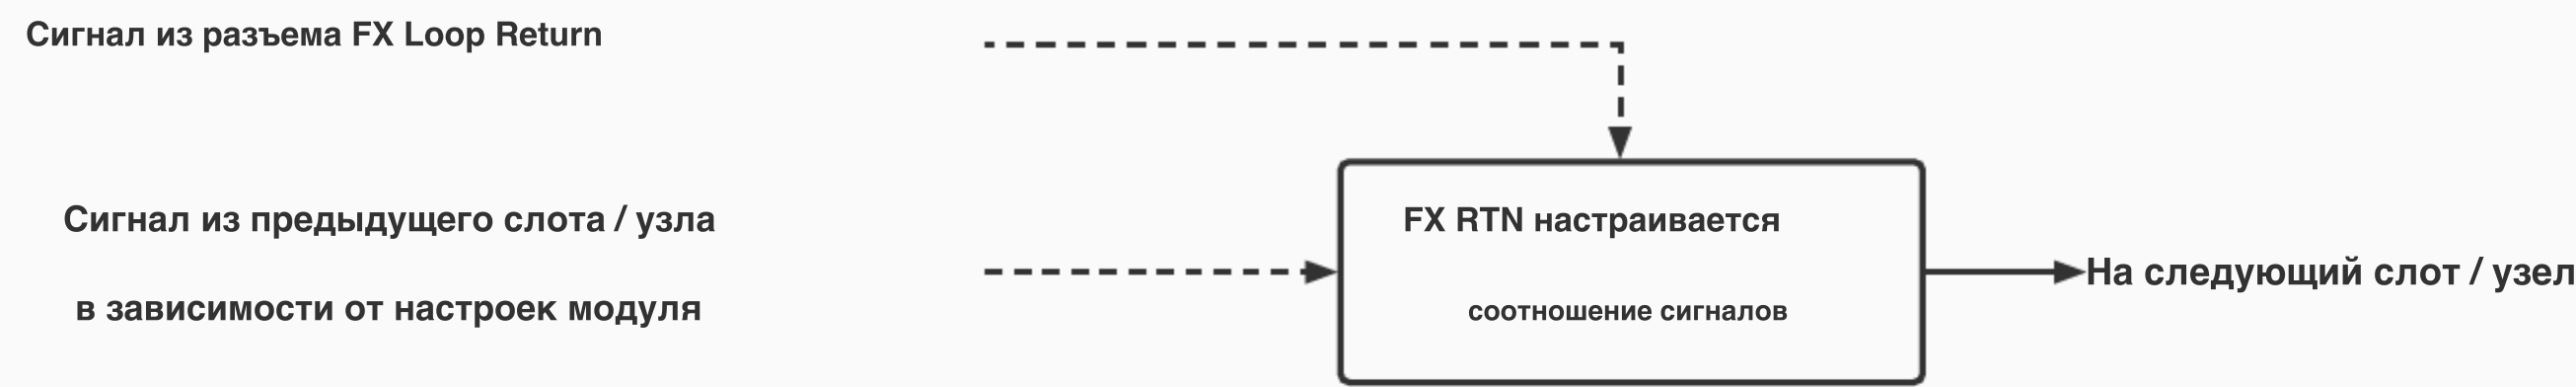 Сигнал из разъема FX Loop Return
Сигнал из предыдущего слота / узла
в зависимости от настроек модуля
FX RTN настраивается
соотношение сигналов
На следующий слот / узел